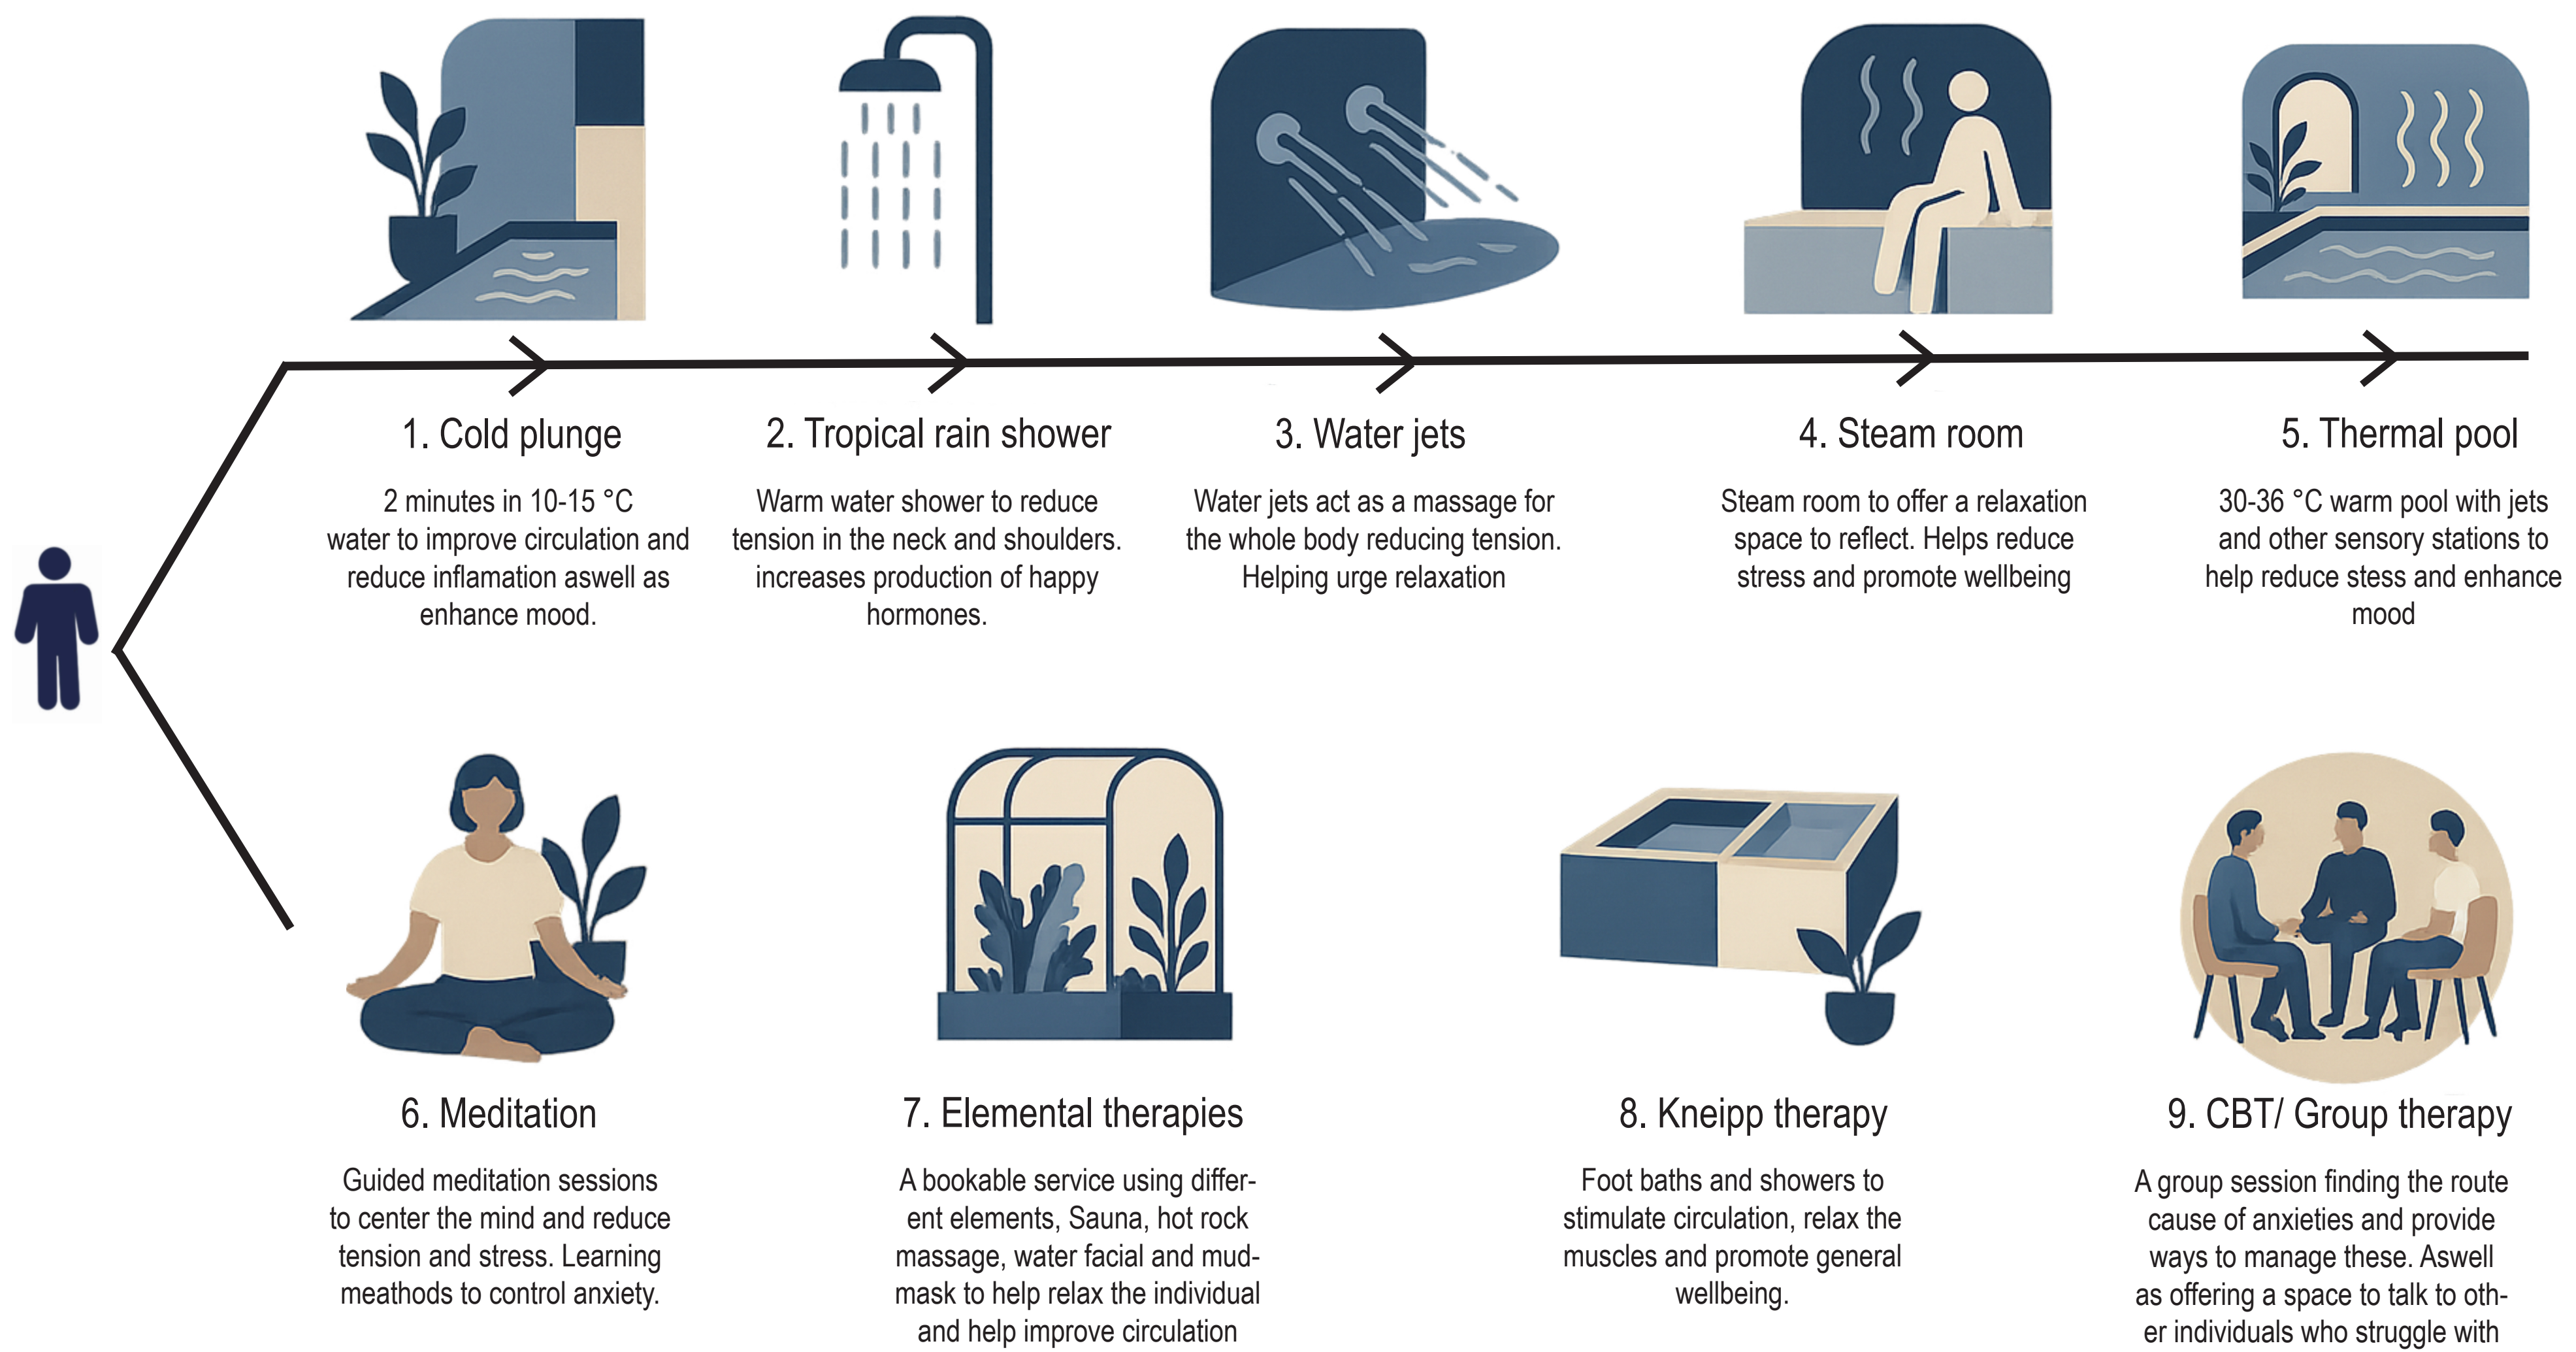 1. Cold plunge
2 minutes in 10-15 °C
water to improve circulation and
reduce inflamation aswell as
enhance mood.
2. Tropical rain shower
Warm water shower to reduce
tension in the neck and shoulders.
increases production of happy
hormones.
3. Water jets
Water jets act as a massage for
the whole body reducing tension.
Helping urge relaxation
4. Steam room
Steam room to offer a relaxation
space to reflect. Helps reduce
stress and promote wellbeing
5. Thermal pool
30-36 °C warm pool with jets
and other sensory stations to
help reduce stess and enhance
mood
6. Meditation
Guided meditation sessions
to center the mind and reduce
tension and stress. Learning
meathods to control anxiety.
7. Elemental therapies
A bookable service using differ-
ent elements, Sauna, hot rock
massage, water facial and mud-
mask to help relax the individual
and help improve circulation
8. Kneipp therapy
Foot baths and showers to
stimulate circulation, relax the
muscles and promote general
wellbeing.
9. CBT/ Group therapy
A group session finding the route
cause of anxieties and provide
ways to manage these. Aswell
as offering a space to talk to oth-
er individuals who struggle with